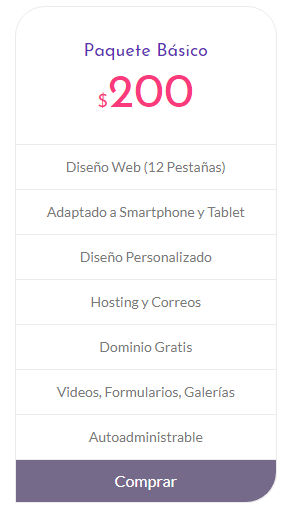 Paquete Básico
$200
Diseño Web (12 Pestañas)
Adaptado a Smartphone y Tablet
Diseño Personalizado
Hosting y Correos
Dominio Gratis
Videos, Formularios, Galerías
Autoadministrable
Comprar